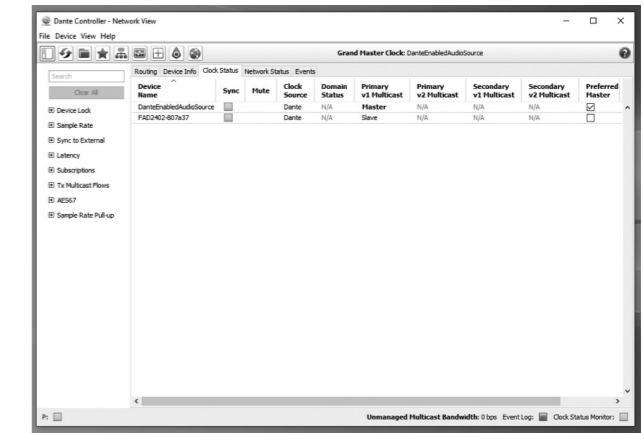 Dante Controller - Network View
File Device View Help
Grand Master Clock: DanteEnabledAudioSource
Search
Clear All
Device Lock
Sample Rate
Sync to External
Latency
Subscriptions
Tx Multicast Flows
AES67
Sample Rate Pull-up
Routing Device Info Clock Status Network Status Events
Device Name Sync Mute Clock Source Domain Status Primary v1 Multicast Primary v2 Multicast Secondary v1 Multicast Secondary v2 Multicast Preferred Master
DanteEnabledAudioSource Dante N/A Master N/A N/A N/A
FAD2402-807a37 Dante N/A Slave N/A N/A N/A
P: Unmanaged Multicast Bandwidth: 0 bps Event Log: Clock Status Monitor: